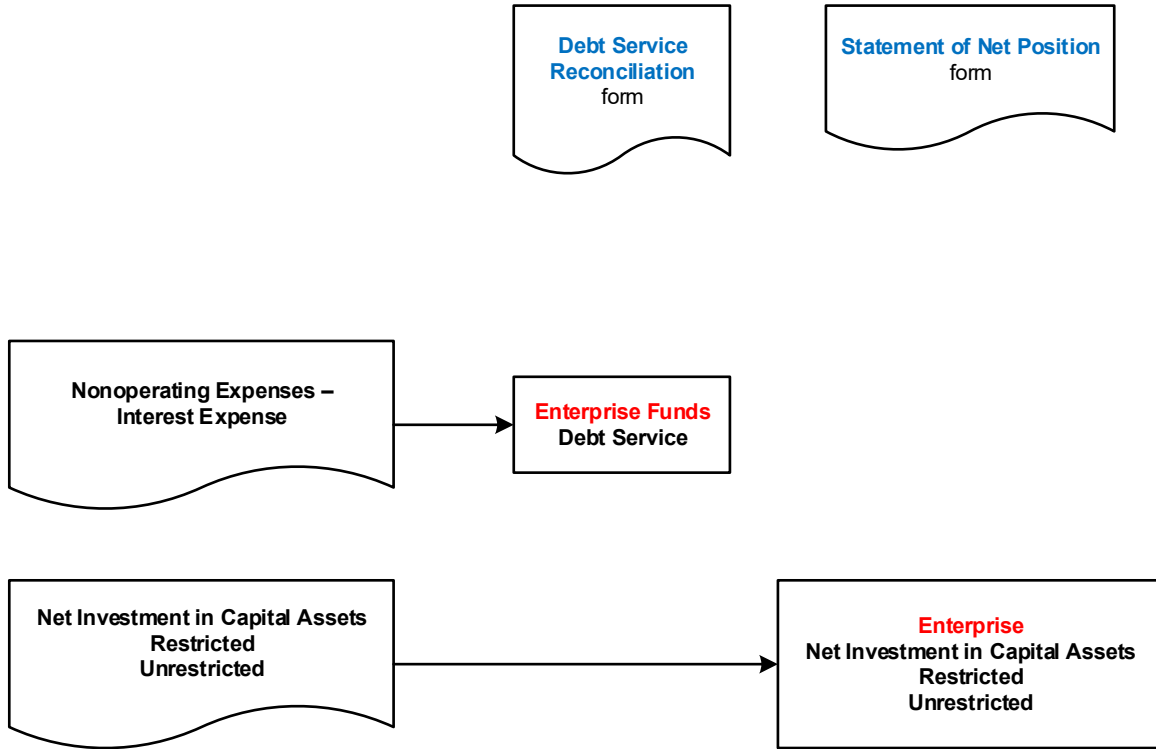 Debt Service
Reconciliation
form
Statement of Net Position
form
Nonoperating Expenses –
Interest Expense
Enterprise Funds
Debt Service
Net Investment in Capital Assets
Restricted
Unrestricted
Enterprise
Net Investment in Capital Assets
Restricted
Unrestricted